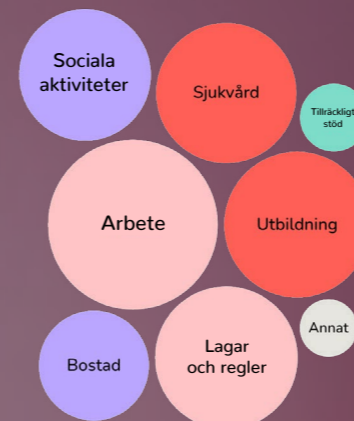 Sociala
aktiviteter
Sjukvård
Tillräckligt
stöd
Arbete
Utbildning
Annat
Lagar
och regler
Bostad